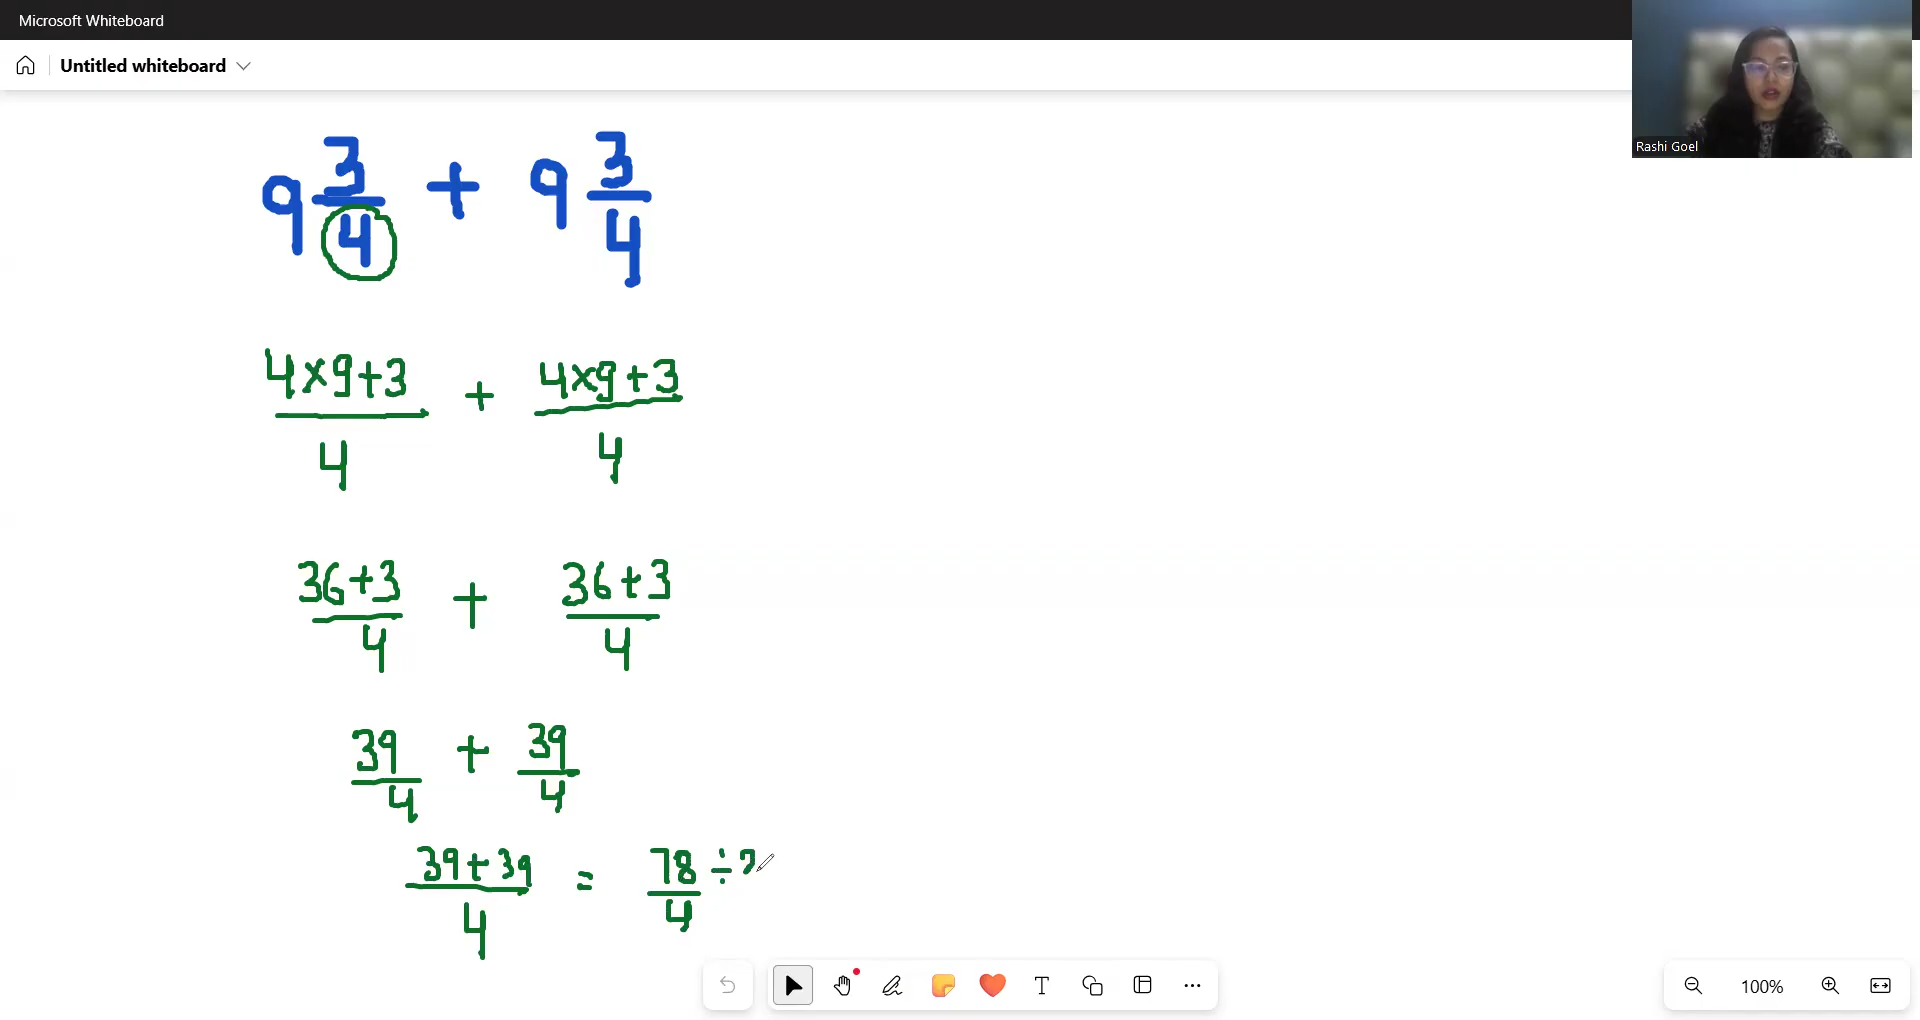 Microsoft Whiteboard
Untitled whiteboard
Rashi Goel
9 3/4 + 9 3/4
4×9+3/4 + 4×9+3/4
36+3/4 + 36+3/4
39/4 + 39/4
39+39/4 = 78/4 ÷2
T
100%